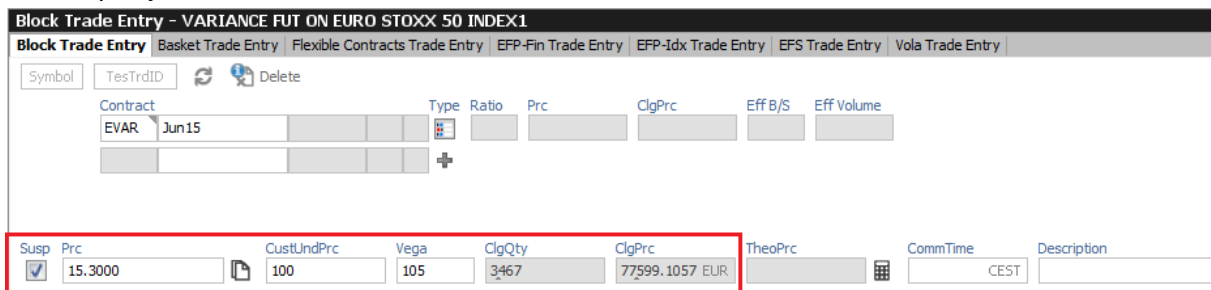 Block Trade Entry - VARIANCE FUT ON EURO STOXX 50 INDEX1
Block Trade Entry Basket Trade Entry Flexible Contracts Trade Entry EFP-Fin Trade Entry EFP-Idx Trade Entry EFS Trade Entry Vola Trade Entry
Symbol TesTrdID Delete
Contract Type Ratio Prc ClgPrc Eff B/S Eff Volume
EVAR Jun15
Susp Prc CustUndPrc Vega ClgQty ClgPrc TheoPrc CommTime Description
15.3000 100 105 3467 77599.1057 EUR CEST